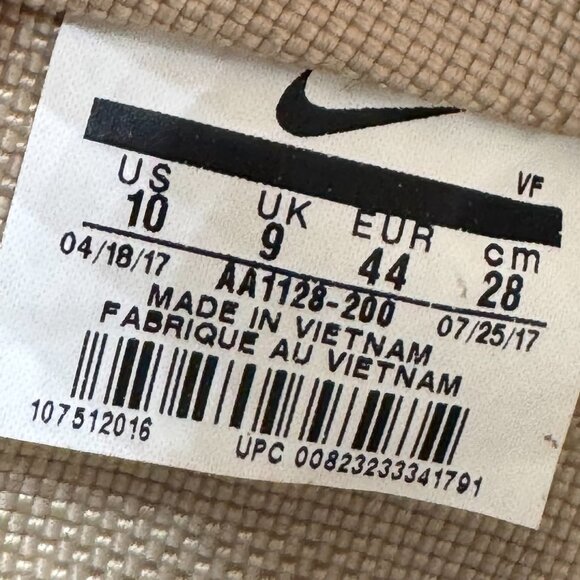 VF
US UK EUR cm
10 9 44 28
04/18/17 AA1128-200 07/25/17
MADE IN VIETNAM
FABRIQUE AU VIETNAM
107512016 UPC 00823233341791